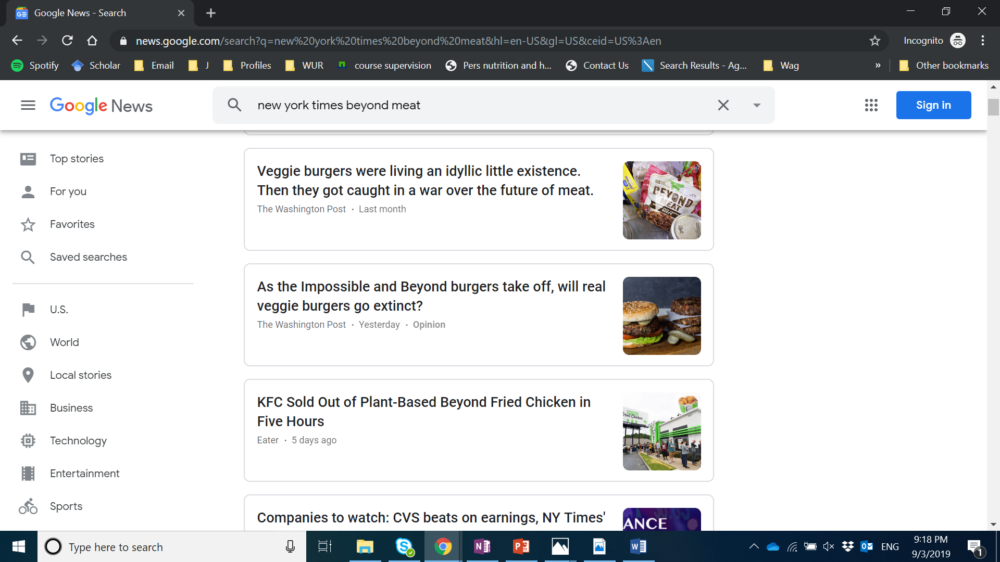 Google News - Search
news.google.com/search?q=new%20york%20times%20beyond%20meat&hl=en-US&gl=US&ceid=US%3Aen
Incognito
Spotify
Scholar
Email
J
Profiles
WUR
course supervision
Pers nutrition and h...
Contact Us
Search Results - Ag...
Wag
»
Other bookmarks
Google News
new york times beyond meat
Sign in
Top stories
For you
Favorites
Saved searches
U.S.
World
Local stories
Business
Technology
Entertainment
Sports
Veggie burgers were living an idyllic little existence.
Then they got caught in a war over the future of meat.
The Washington Post · Last month
BEYOND
MEAT
As the Impossible and Beyond burgers take off, will real
veggie burgers go extinct?
The Washington Post · Yesterday · Opinion
KFC Sold Out of Plant-Based Beyond Fried Chicken in
Five Hours
Eater · 5 days ago
Fried Chicken
Companies to watch: CVS beats on earnings, NY Times'
ANCE
Type here to search
ENG
9:18 PM
9/3/2019
1